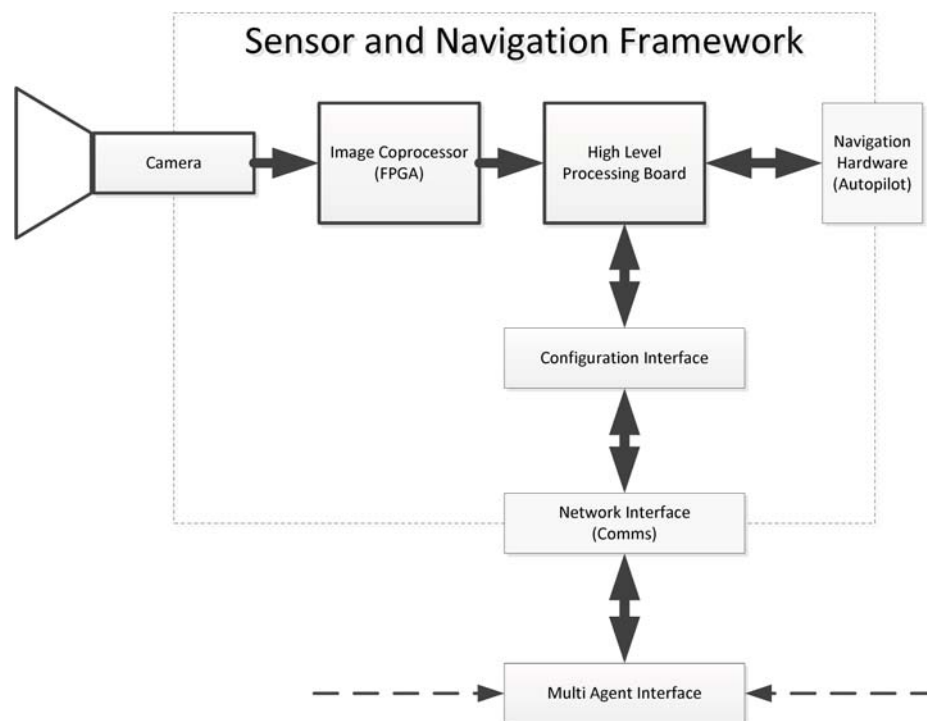 Sensor and Navigation Framework
Camera
Image Coprocessor
(FPGA)
High Level
Processing Board
Navigation
Hardware
(Autopilot)
Configuration Interface
Network Interface
(Comms)
Multi Agent Interface